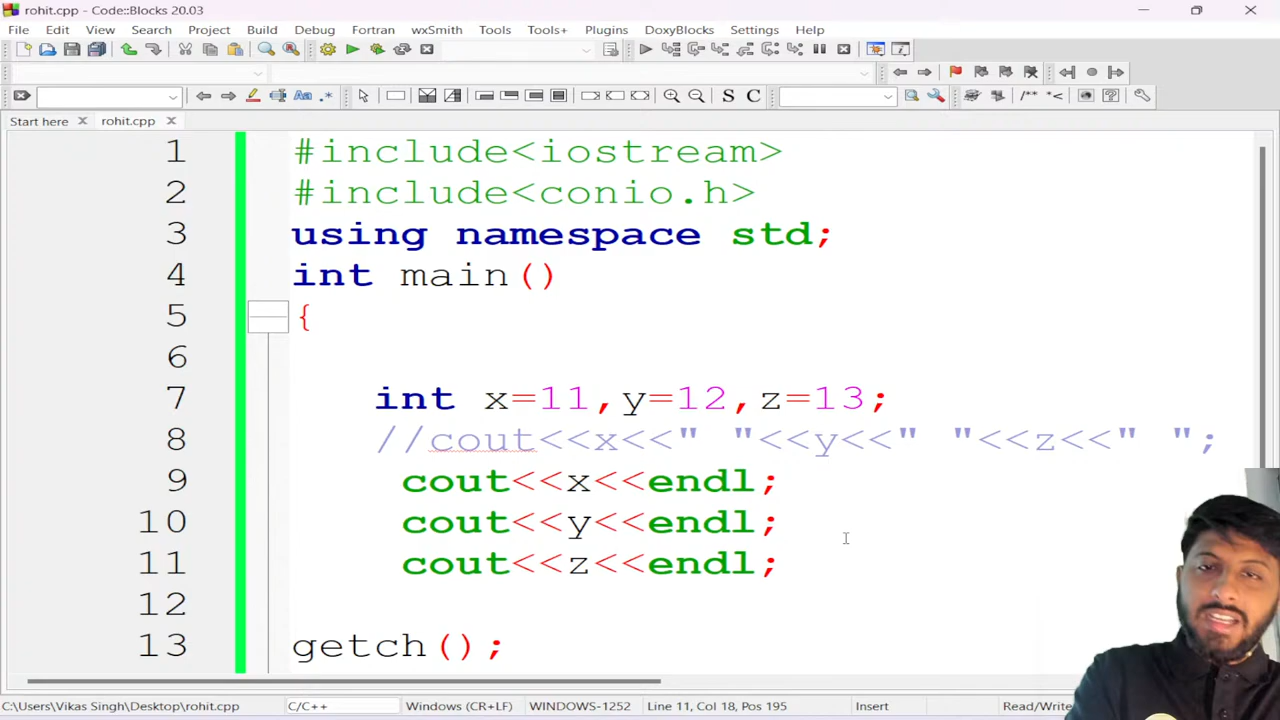 rohit.cpp - Code::Blocks 20.03
File Edit View Search Project Build Debug Fortran wxSmith Tools Tools+ Plugins DoxyBlocks Settings Help
S C /** *<
Start here rohit.cpp
1 #include<iostream>
2 #include<conio.h>
3 using namespace std;
4 int main()
5 {
6
7 int x=11,y=12,z=13;
8 //cout<<x<<" "<<y<<" "<<z<<" ";
9 cout<<x<<endl;
10 cout<<y<<endl;
11 cout<<z<<endl;
12
13 getch();
C:\Users\Vikas Singh\Desktop\rohit.cpp C/C++ Windows (CR+LF) WINDOWS-1252 Line 11, Col 18, Pos 195 Insert Read/Write